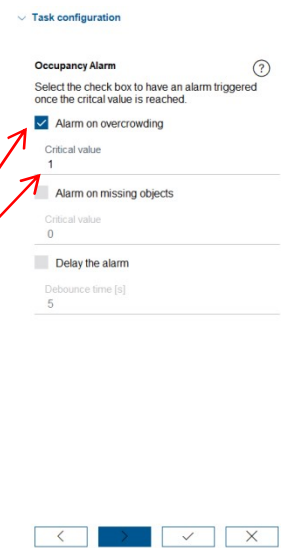 Task configuration
Occupancy Alarm
?
Select the check box to have an alarm triggered
once the critcal value is reached.
Alarm on overcrowding
Critical value
1
Alarm on missing objects
Critical value
0
Delay the alarm
Debounce time [s]
5